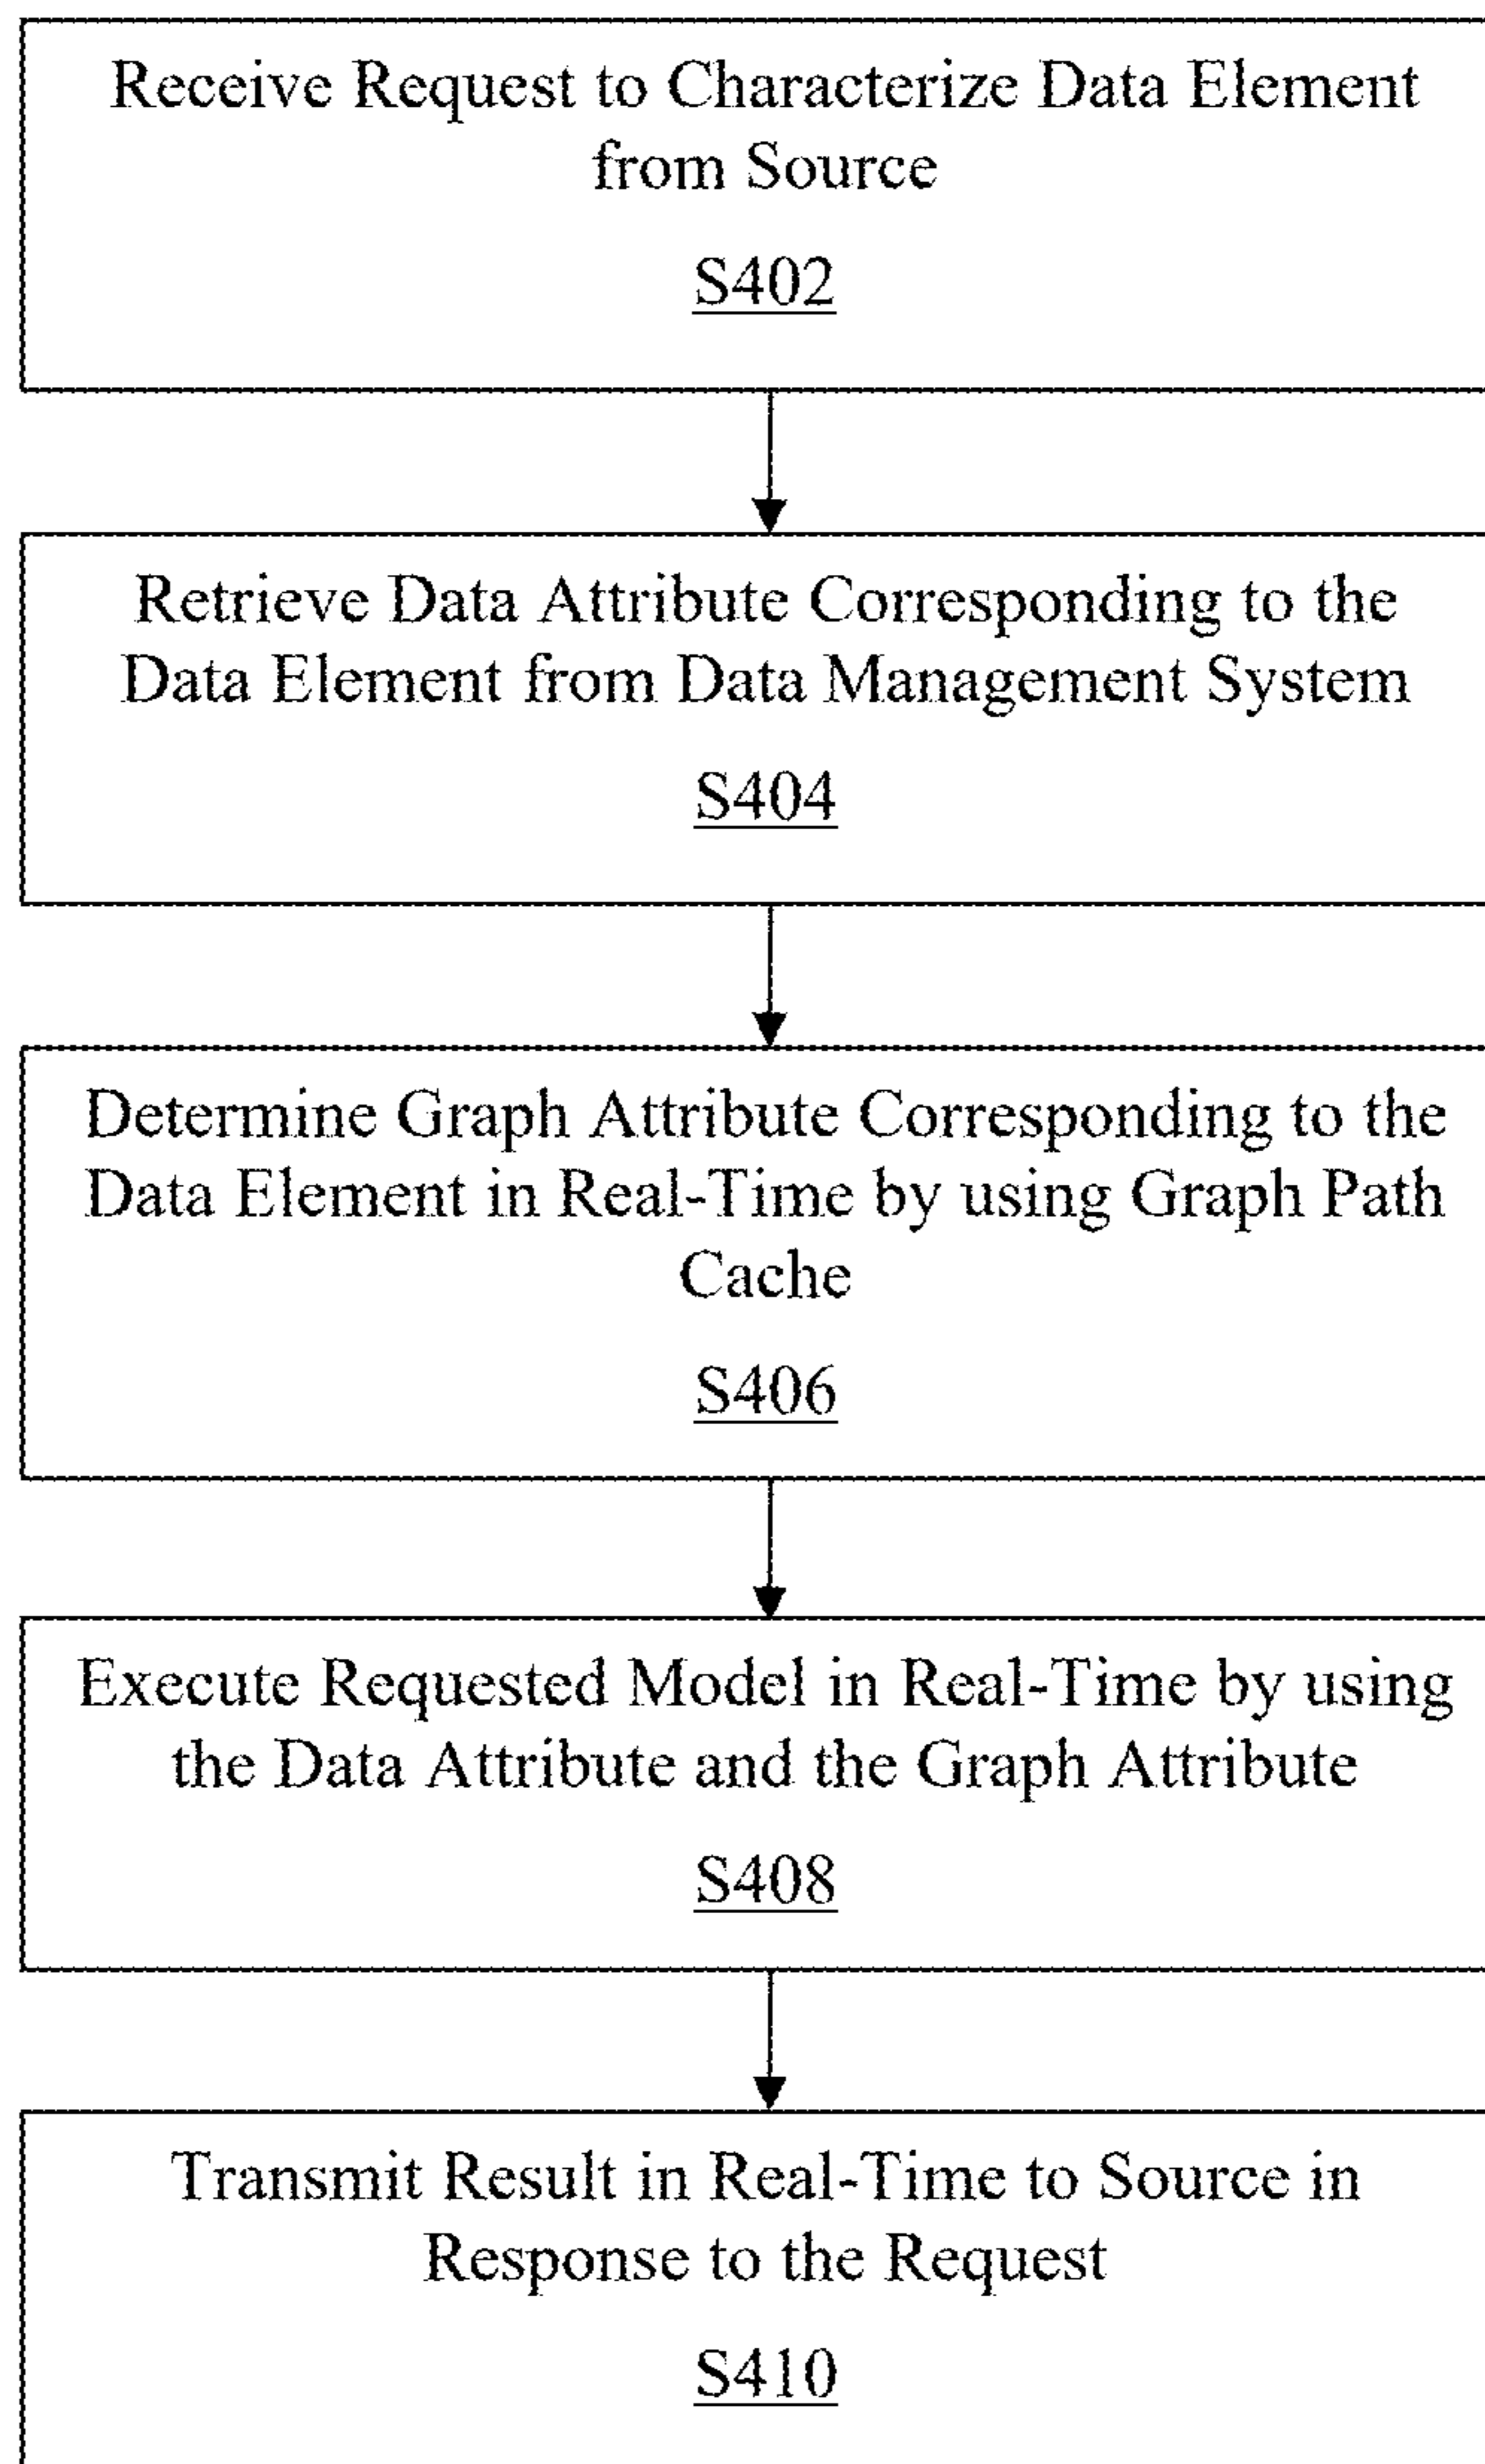 Receive Request to Characterize Data Element
from Source
S402
Retrieve Data Attribute Corresponding to the
Data Element from Data Management System
S404
Determine Graph Attribute Corresponding to the
Data Element in Real-Time by using Graph Path
Cache
S406
Execute Requested Model in Real-Time by using
the Data Attribute and the Graph Attribute
S408
Transmit Result in Real-Time to Source in
Response to the Request
S410